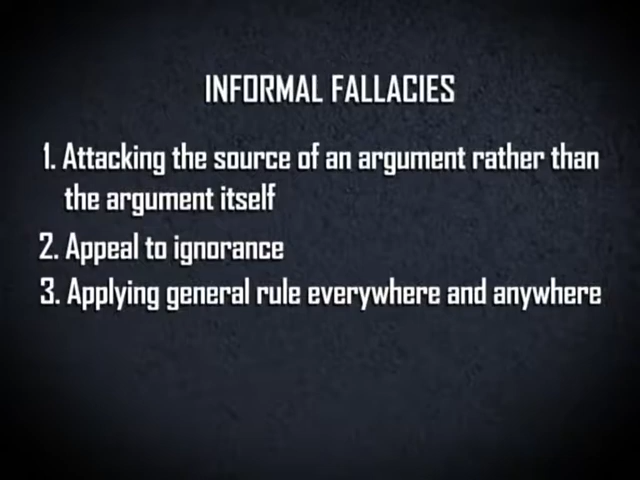 INFORMAL FALLACIES
1. Attacking the source of an argument rather than
the argument itself
2. Appeal to ignorance
3. Applying general rule everywhere and anywhere